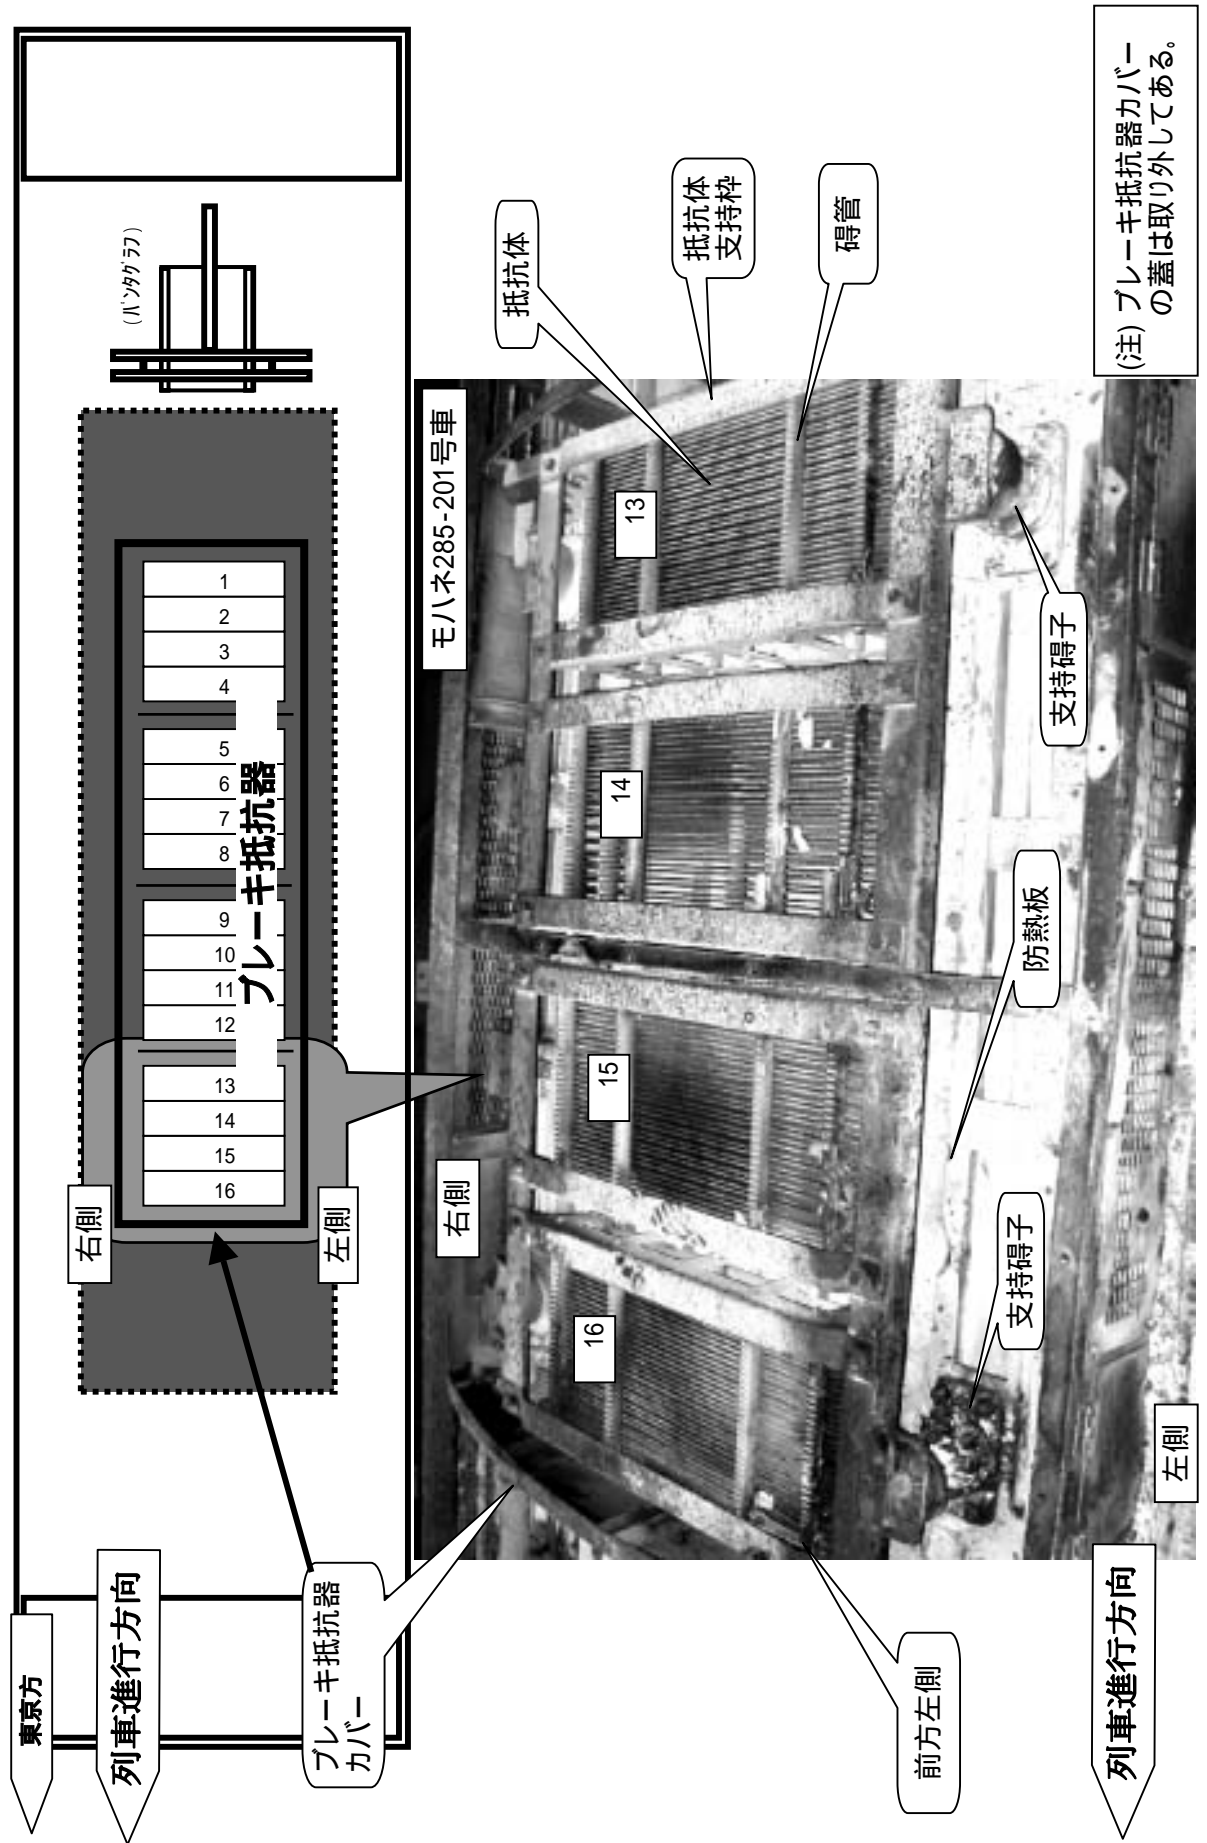 東京方
列車進行方向
ブレーキ抵抗器
カバー
右側
左側
16
15
14
13
12
11
10
9
8
7
6
5
4
3
2
1
ブレーキ抵抗器
(パンタグラフ)
モハネ285-201号車
右側
16
15
14
13
抵抗体
抵抗体
支持枠
碍管
前方左側
支持碍子
防熱板
支持碍子
左側
列車進行方向
(注) ブレーキ抵抗器カバー
の蓋は取り外してある。